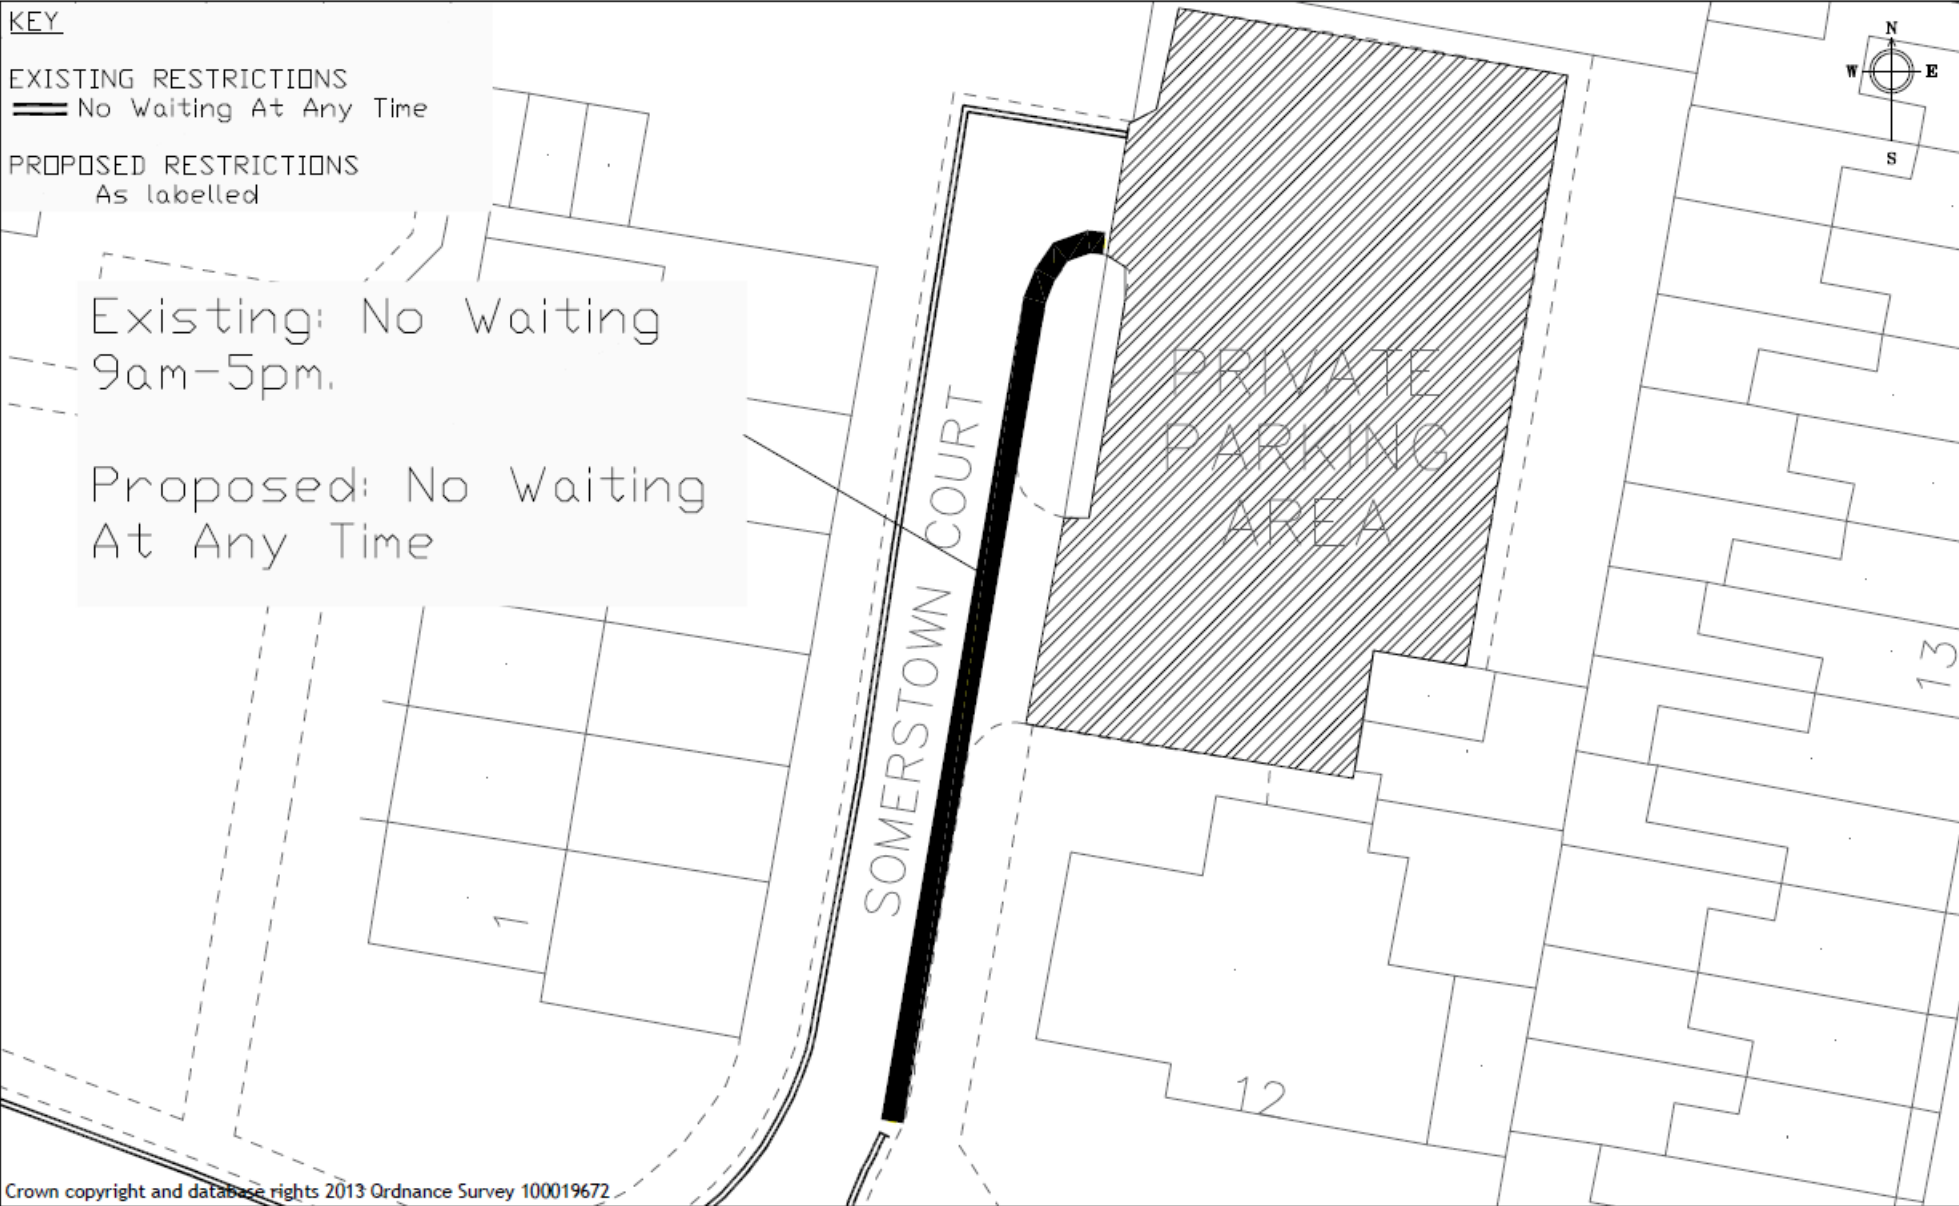 KEY
EXISTING RESTRICTIONS
No Waiting At Any Time
PROPOSED RESTRICTIONS
As labelled
N
W E
S
Existing: No Waiting
9am-5pm.
Proposed: No Waiting
At Any Time
SOMERSTOWN COURT
PRIVATE
PARKING
AREA
13
1
12
Crown copyright and database rights 2013 Ordnance Survey 100019672